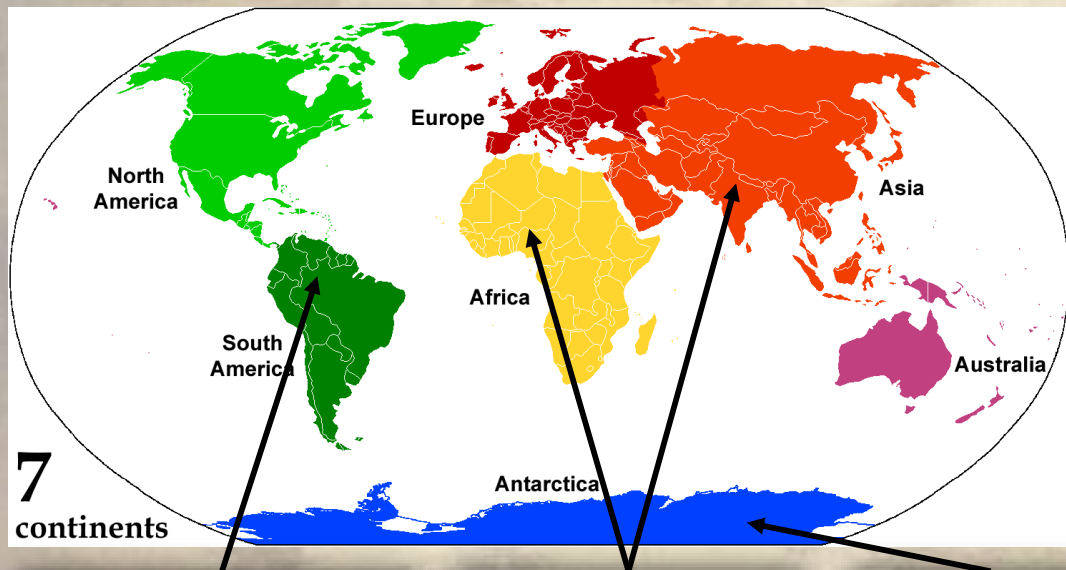 Europe
North
America
Asia
Africa
South
America
Australia
7
continents
Antarctica